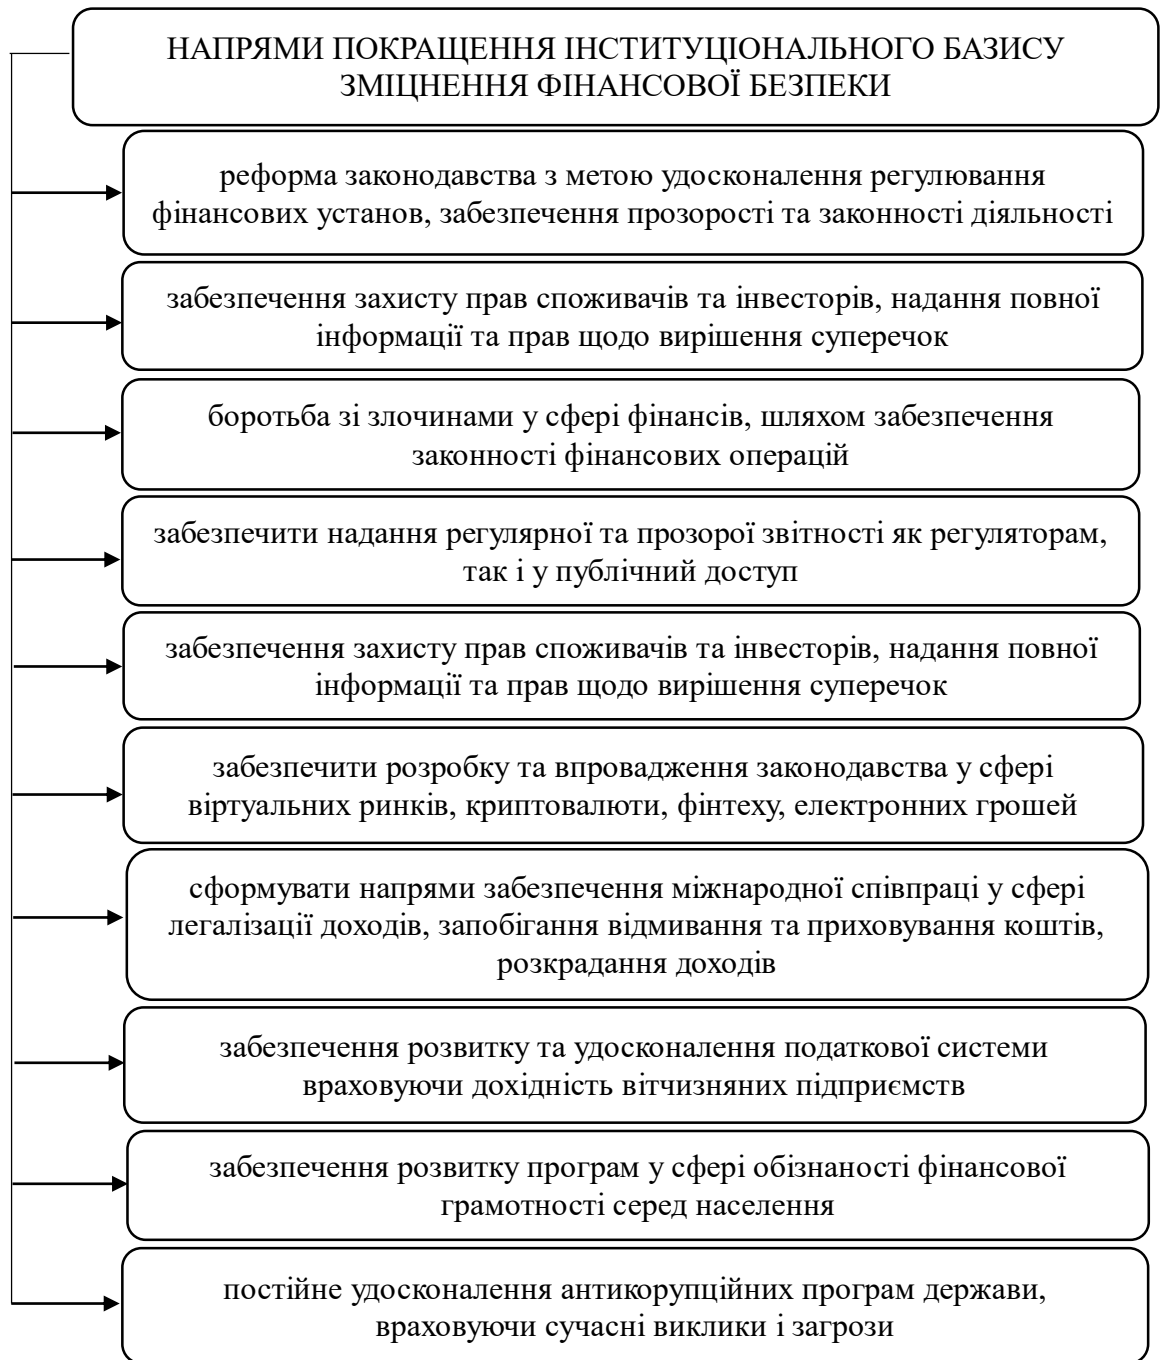 НАПРЯМИ ПОКРАЩЕННЯ ІНСТИТУЦІОНАЛЬНОГО БАЗИСУ
ЗМІЦНЕННЯ ФІНАНСОВОЇ БЕЗПЕКИ
реформа законодавства з метою удосконалення регулювання
фінансових установ, забезпечення прозорості та законності діяльності
забезпечення захисту прав споживачів та інвесторів, надання повної
інформації та прав щодо вирішення суперечок
боротьба зі злочинами у сфері фінансів, шляхом забезпечення
законності фінансових операцій
забезпечити надання регулярної та прозорої звітності як регуляторам,
так і у публічний доступ
забезпечення захисту прав споживачів та інвесторів, надання повної
інформації та прав щодо вирішення суперечок
забезпечити розробку та впровадження законодавства у сфері
віртуальних ринків, криптовалюти, фінтеху, електронних грошей
сформувати напрями забезпечення міжнародної співпраці у сфері
легалізації доходів, запобігання відмивання та приховування коштів,
розкрадання доходів
забезпечення розвитку та удосконалення податкової системи
враховуючи дохідність вітчизняних підприємств
забезпечення розвитку програм у сфері обізнаності фінансової
грамотності серед населення
постійне удосконалення антикорупційних програм держави,
враховуючи сучасні виклики і загрози